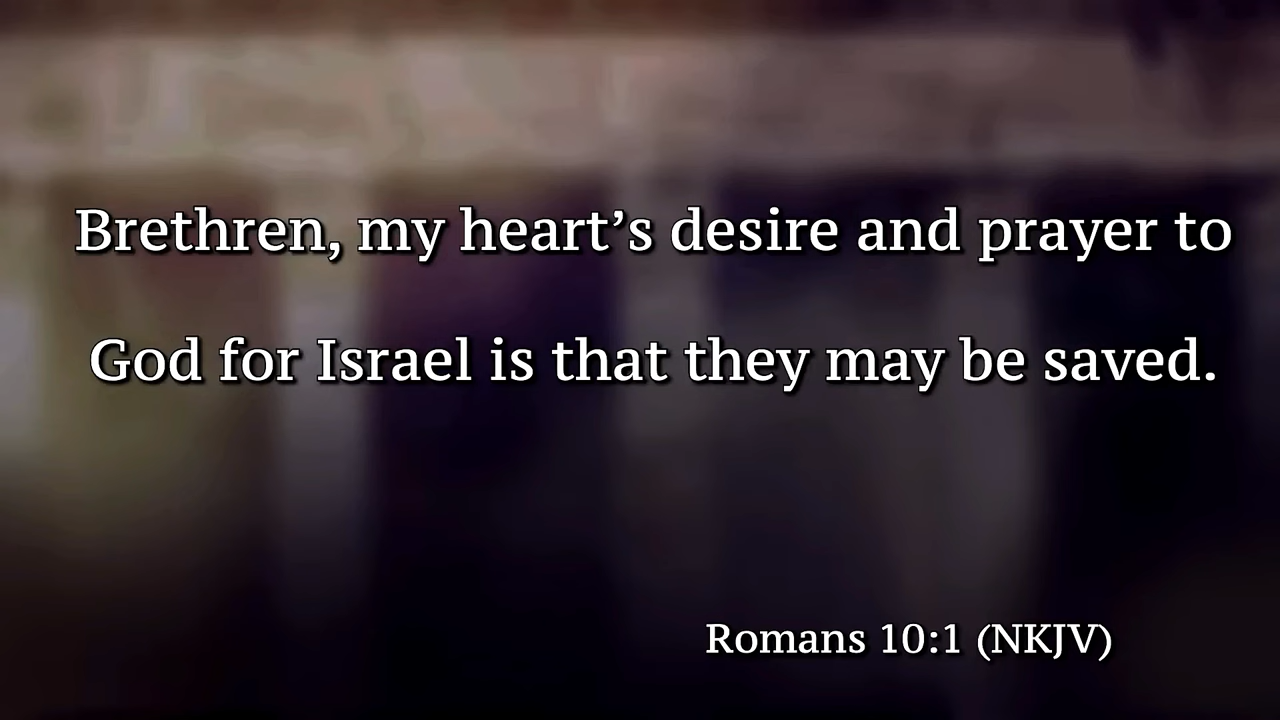 Brethren, my heart’s desire and prayer to
God for Israel is that they may be saved.
Romans 10:1 (NKJV)